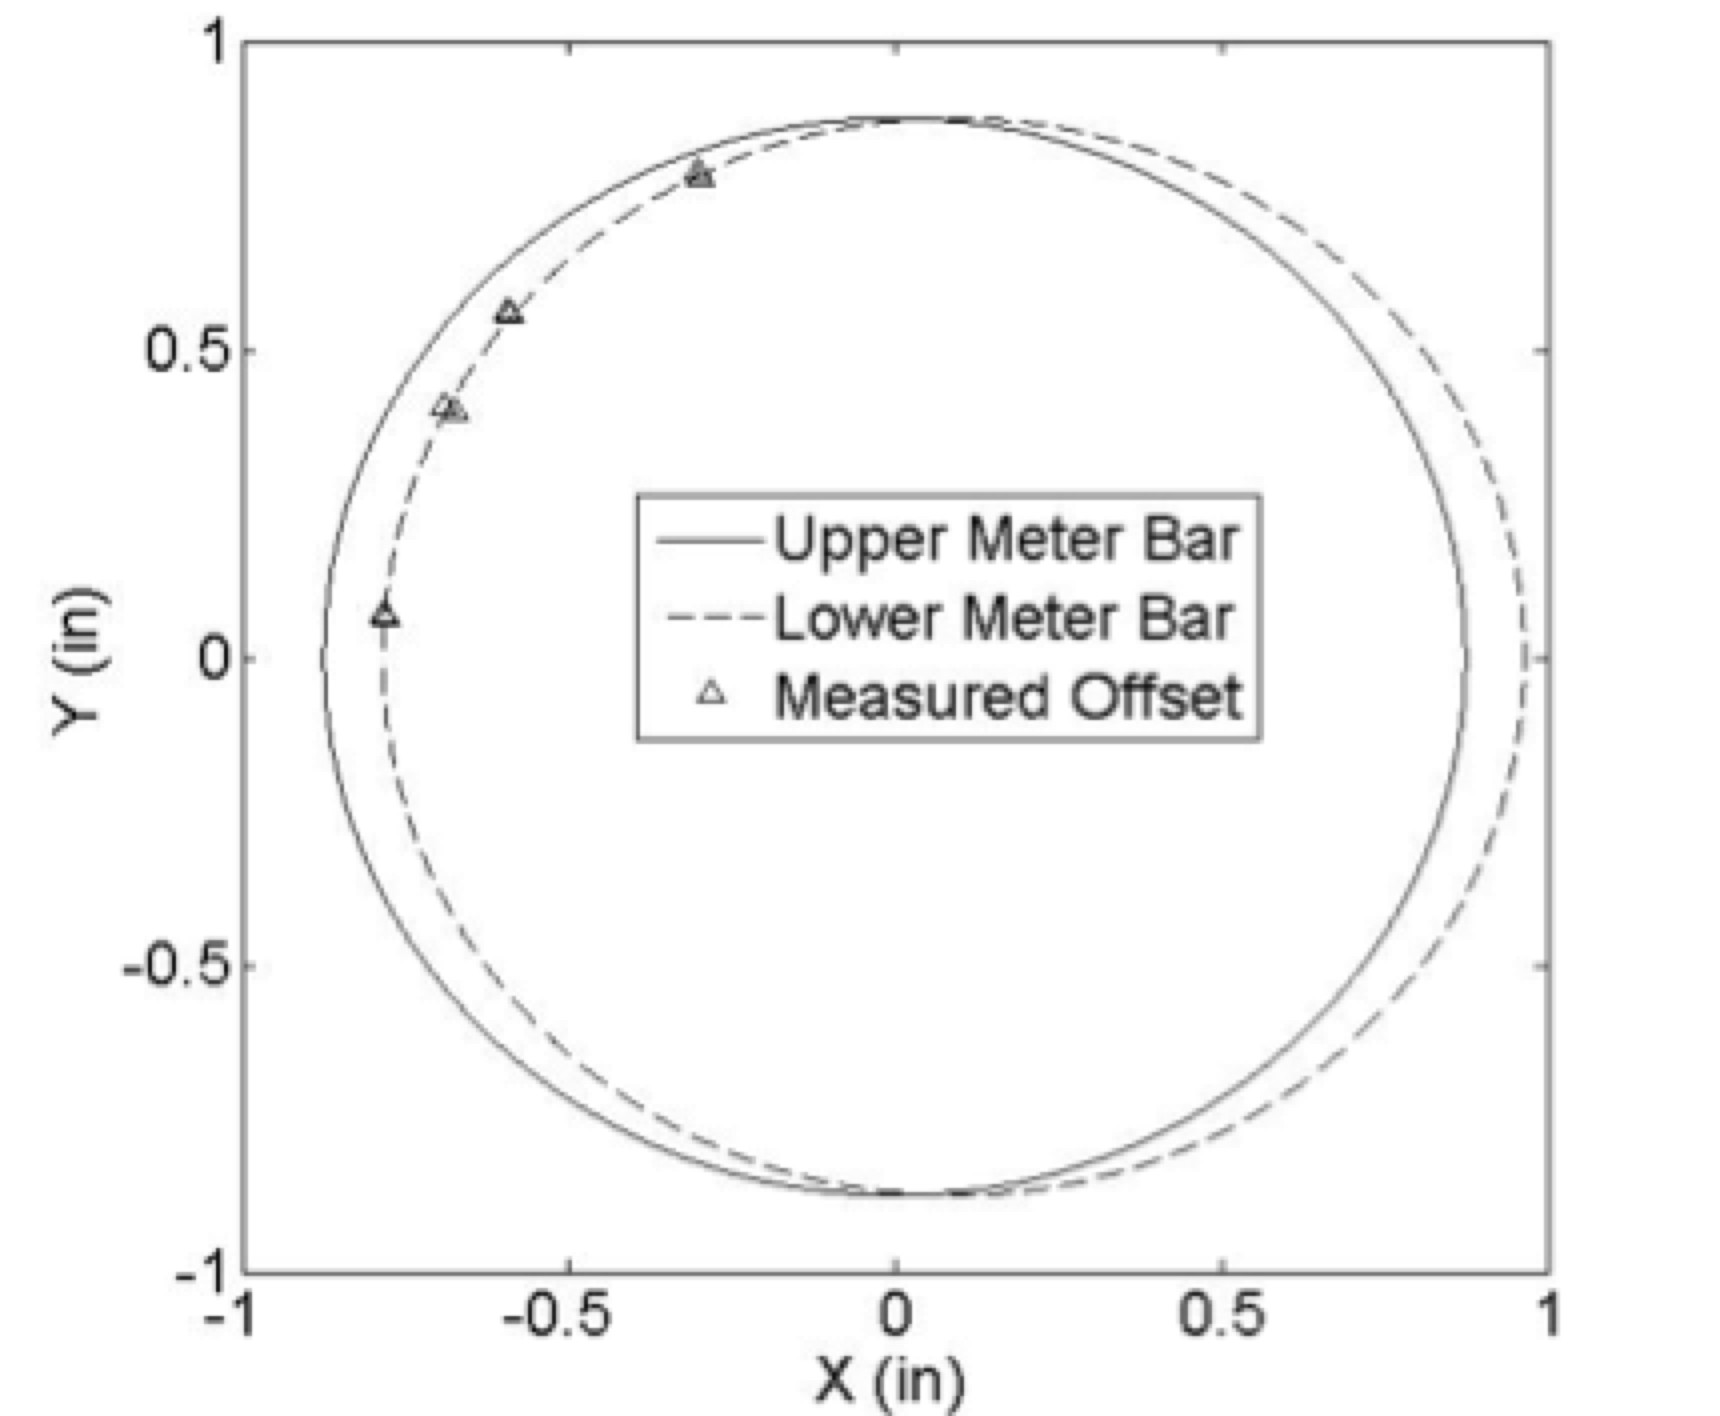 1
0.5
0
-0.5
-1
Y (in)
Upper Meter Bar
Lower Meter Bar
Measured Offset
-1
-0.5
0
0.5
1
X (in)